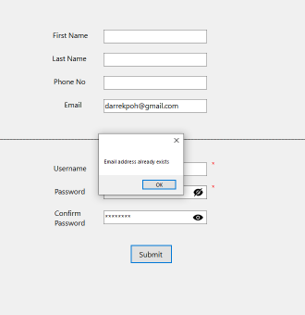 First Name
Last Name
Phone No
Email darrekpoh@gmail.com
Email address already exists
OK
Username *
Password *
Confirm
Password ********
Submit